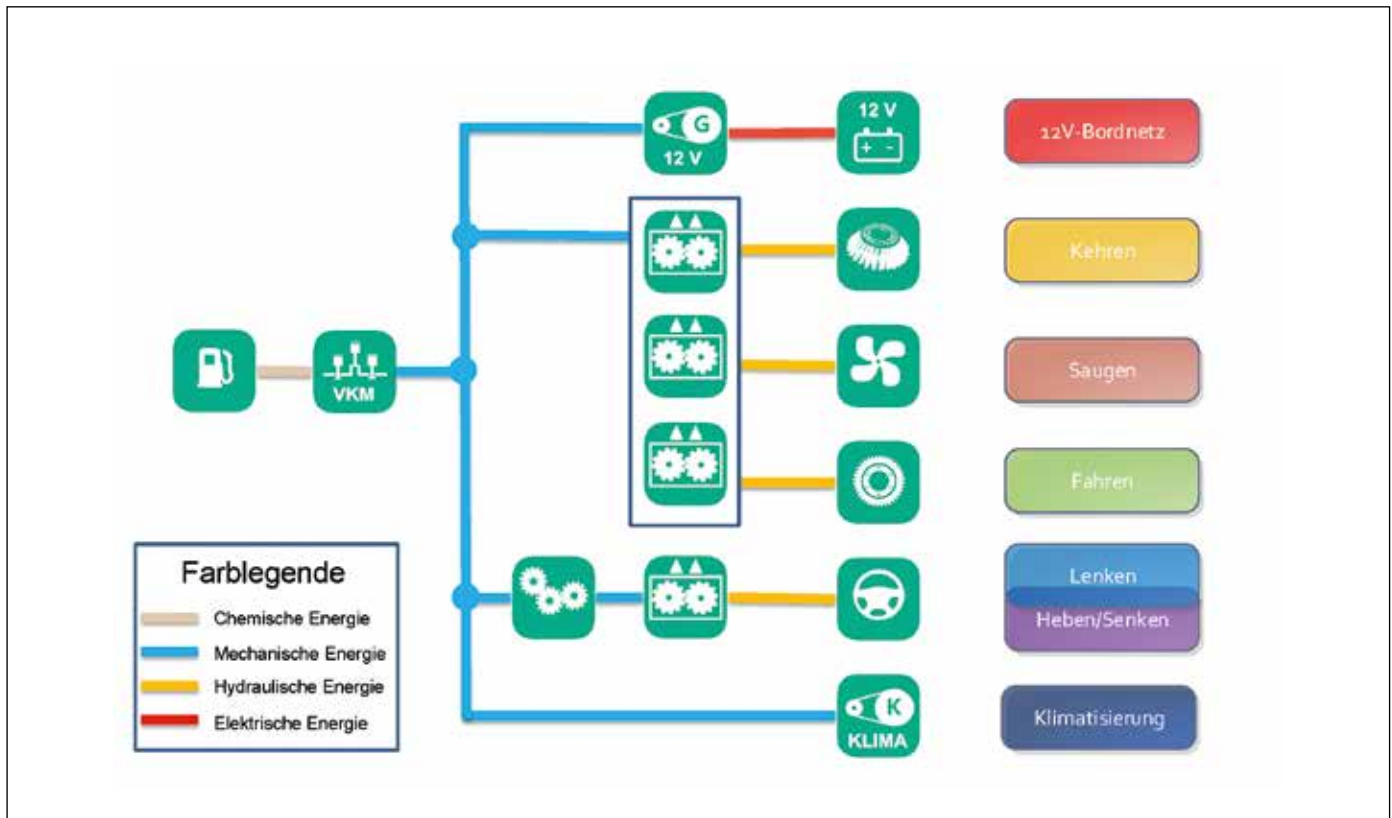 G
12 V
12 V
+ -
12V-Bordnetz
Kehren
VKM
Saugen
Fahren
Farblegende
Chemische Energie
Mechanische Energie
Hydraulische Energie
Elektrische Energie
Lenken
Heben/Senken
K
KLIMA
Klimatisierung